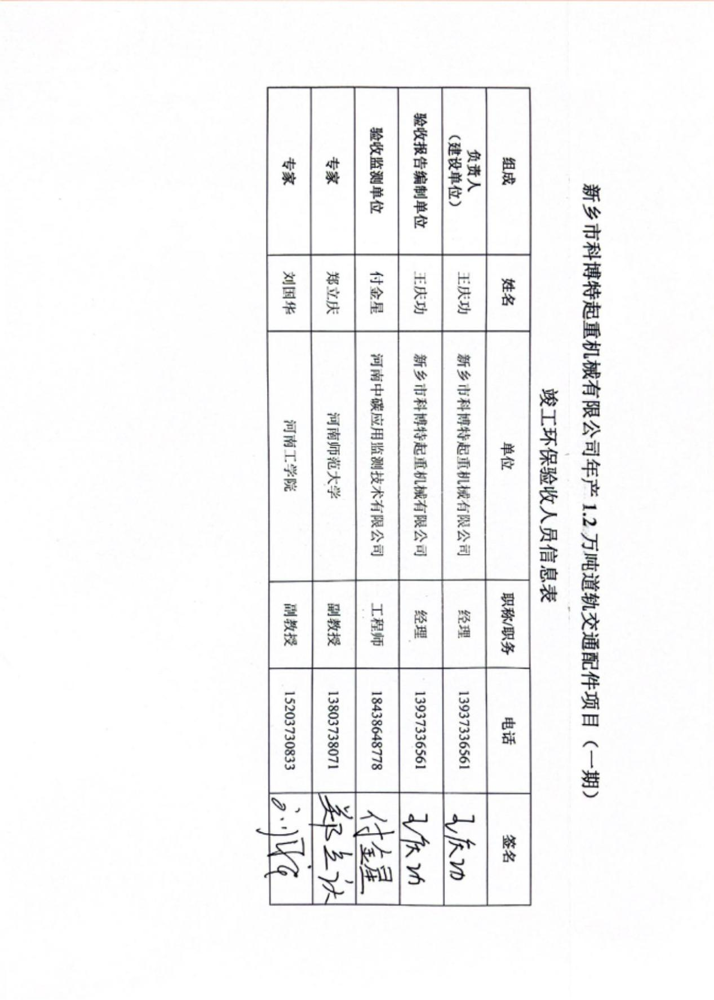 新乡市科博特起重机械有限公司年产 1.2 万吨道轨交通配件项目（一期）
竣工环保验收人员信息表
组成 姓名 单位 职称/职务 电话 签名
负责人
（建设单位） 王庆功 新乡市科博特起重机械有限公司 经理 13937336561 王庆功
验收报告编制单位 王庆功 新乡市科博特起重机械有限公司 经理 13937336561 王庆功
验收监测单位 付金星 河南中碳应用监测技术有限公司 工程师 18438648778 付金星
专家 郑立庆 河南师范大学 副教授 13803738071 郑立庆
专家 刘国华 河南工学院 副教授 15203730833 刘国华